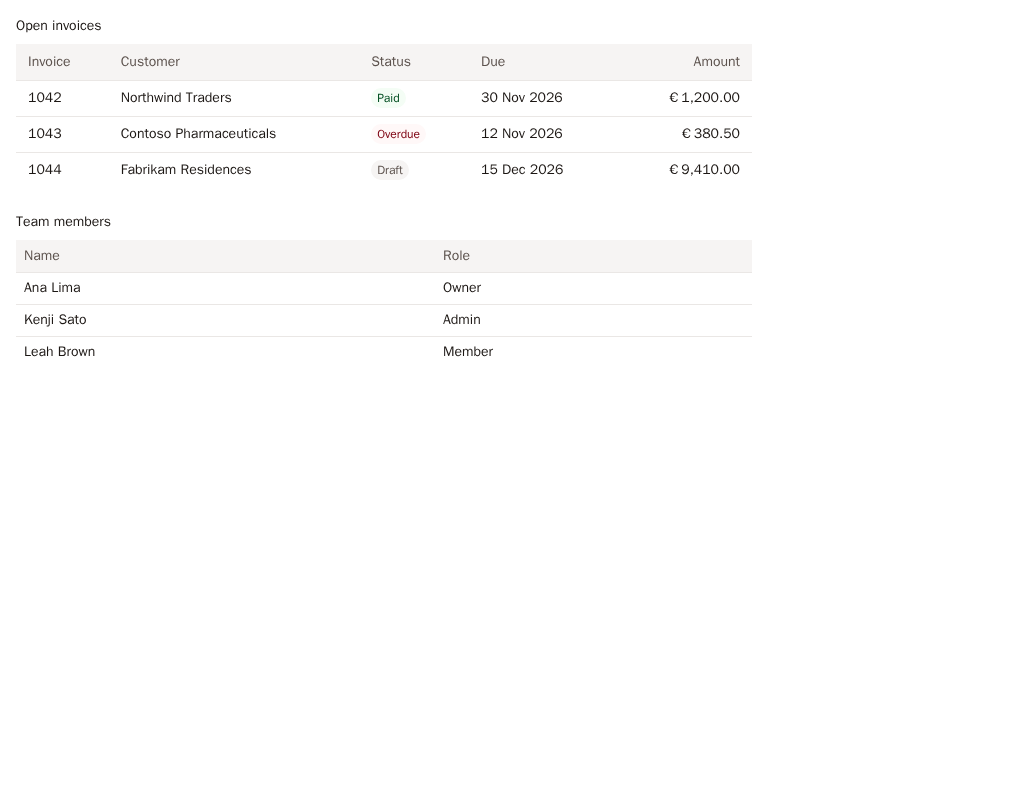 Open invoices
Invoice Customer Status Due Amount
1042 Northwind Traders Paid 30 Nov 2026 € 1,200.00
1043 Contoso Pharmaceuticals Overdue 12 Nov 2026 € 380.50
1044 Fabrikam Residences Draft 15 Dec 2026 € 9,410.00
Team members
Name Role
Ana Lima Owner
Kenji Sato Admin
Leah Brown Member